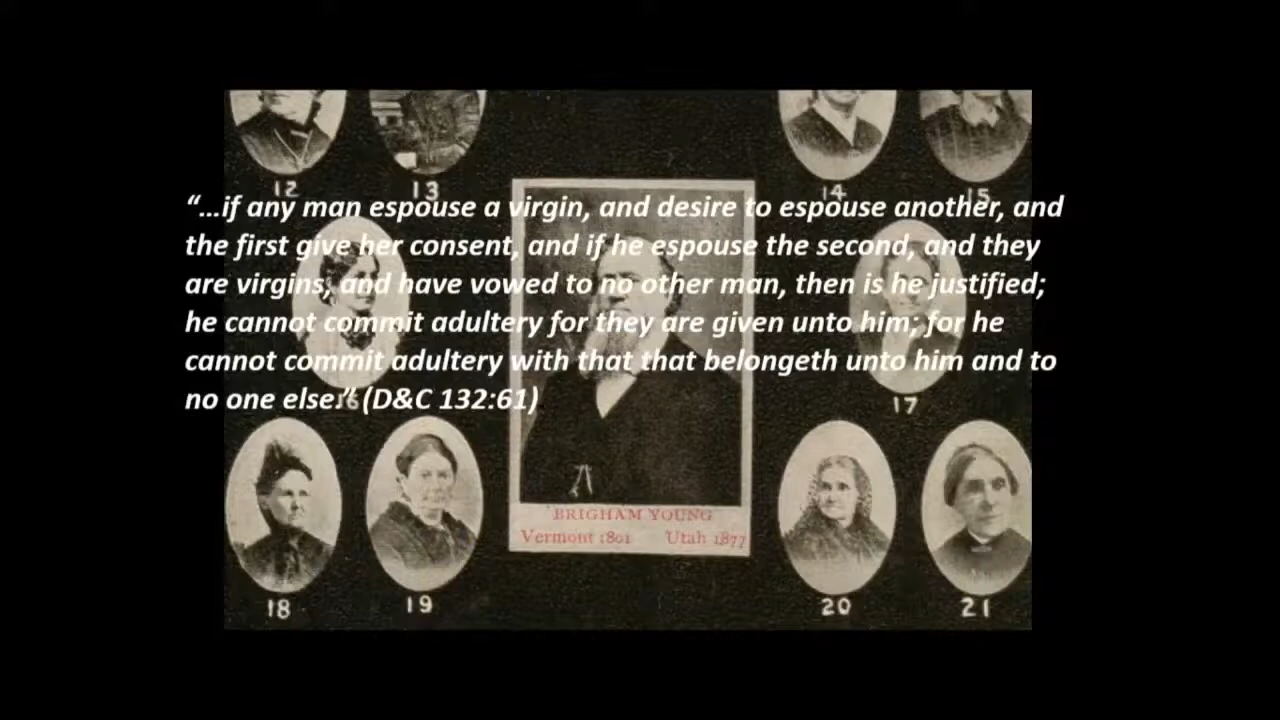 12 13 14 15
“...if any man espouse a virgin, and desire to espouse another, and
the first give her consent, and if he espouse the second, and they
are virgins, and have vowed to no other man, then is he justified;
he cannot commit adultery for they are given unto him; for he
cannot commit adultery with that that belongeth unto him and to
no one else.” (D&C 132:61)
16 17
BRIGHAM YOUNG
Vermont 1801 Utah 1877
18 19 20 21